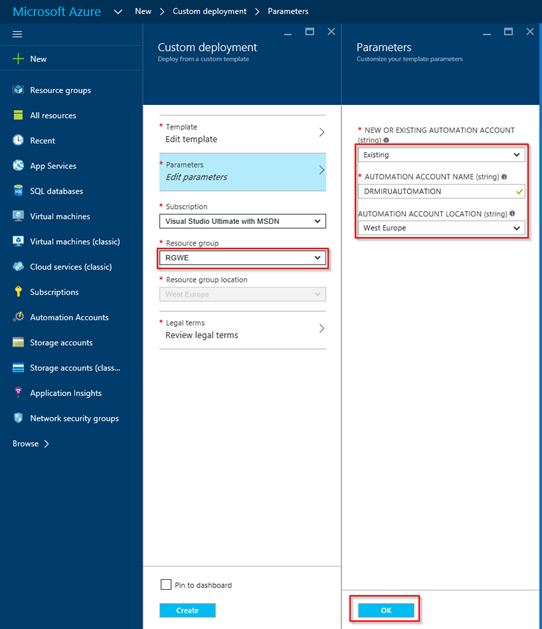 Microsoft Azure New > Custom deployment > Parameters
New
Resource groups
All resources
Recent
App Services
SQL databases
Virtual machines
Virtual machines (classic)
Cloud services (classic)
Subscriptions
Automation Accounts
Storage accounts
Storage accounts (class...
Application Insights
Network security groups
Browse >
Custom deployment
Deploy from a custom template
* Template
Edit template
* Parameters
Edit parameters
* Subscription
Visual Studio Ultimate with MSDN
* Resource group
RGWE
* Resource group location
West Europe
* Legal terms
Review legal terms
Pin to dashboard
Create
Parameters
Customize your template parameters
* NEW OR EXISTING AUTOMATION ACCOUNT
(string)
Existing
* AUTOMATION ACCOUNT NAME (string)
DRMIRUAUTOMATION
AUTOMATION ACCOUNT LOCATION (string)
West Europe
OK